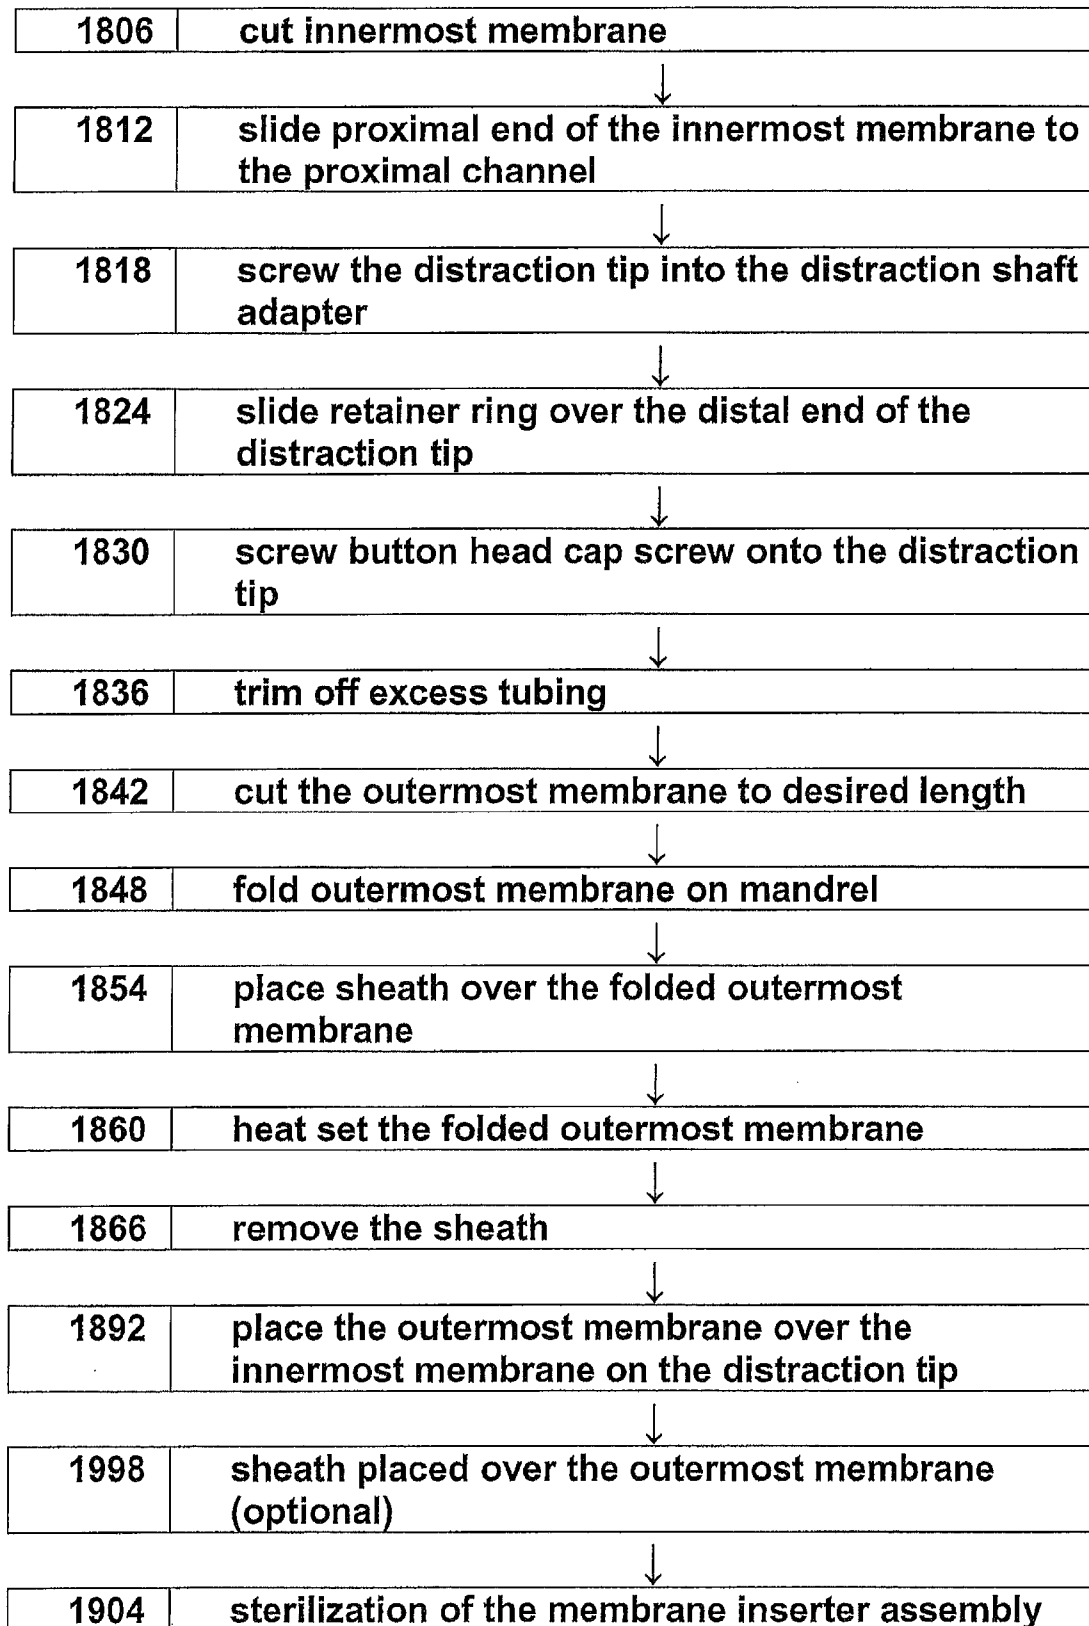 1806 cut innermost membrane
↓
1812 slide proximal end of the innermost membrane to
the proximal channel
↓
1818 screw the distraction tip into the distraction shaft
adapter
↓
1824 slide retainer ring over the distal end of the
distraction tip
↓
1830 screw button head cap screw onto the distraction
tip
↓
1836 trim off excess tubing
↓
1842 cut the outermost membrane to desired length
↓
1848 fold outermost membrane on mandrel
↓
1854 place sheath over the folded outermost
membrane
↓
1860 heat set the folded outermost membrane
↓
1866 remove the sheath
↓
1892 place the outermost membrane over the
innermost membrane on the distraction tip
↓
1998 sheath placed over the outermost membrane
(optional)
↓
1904 sterilization of the membrane inserter assembly